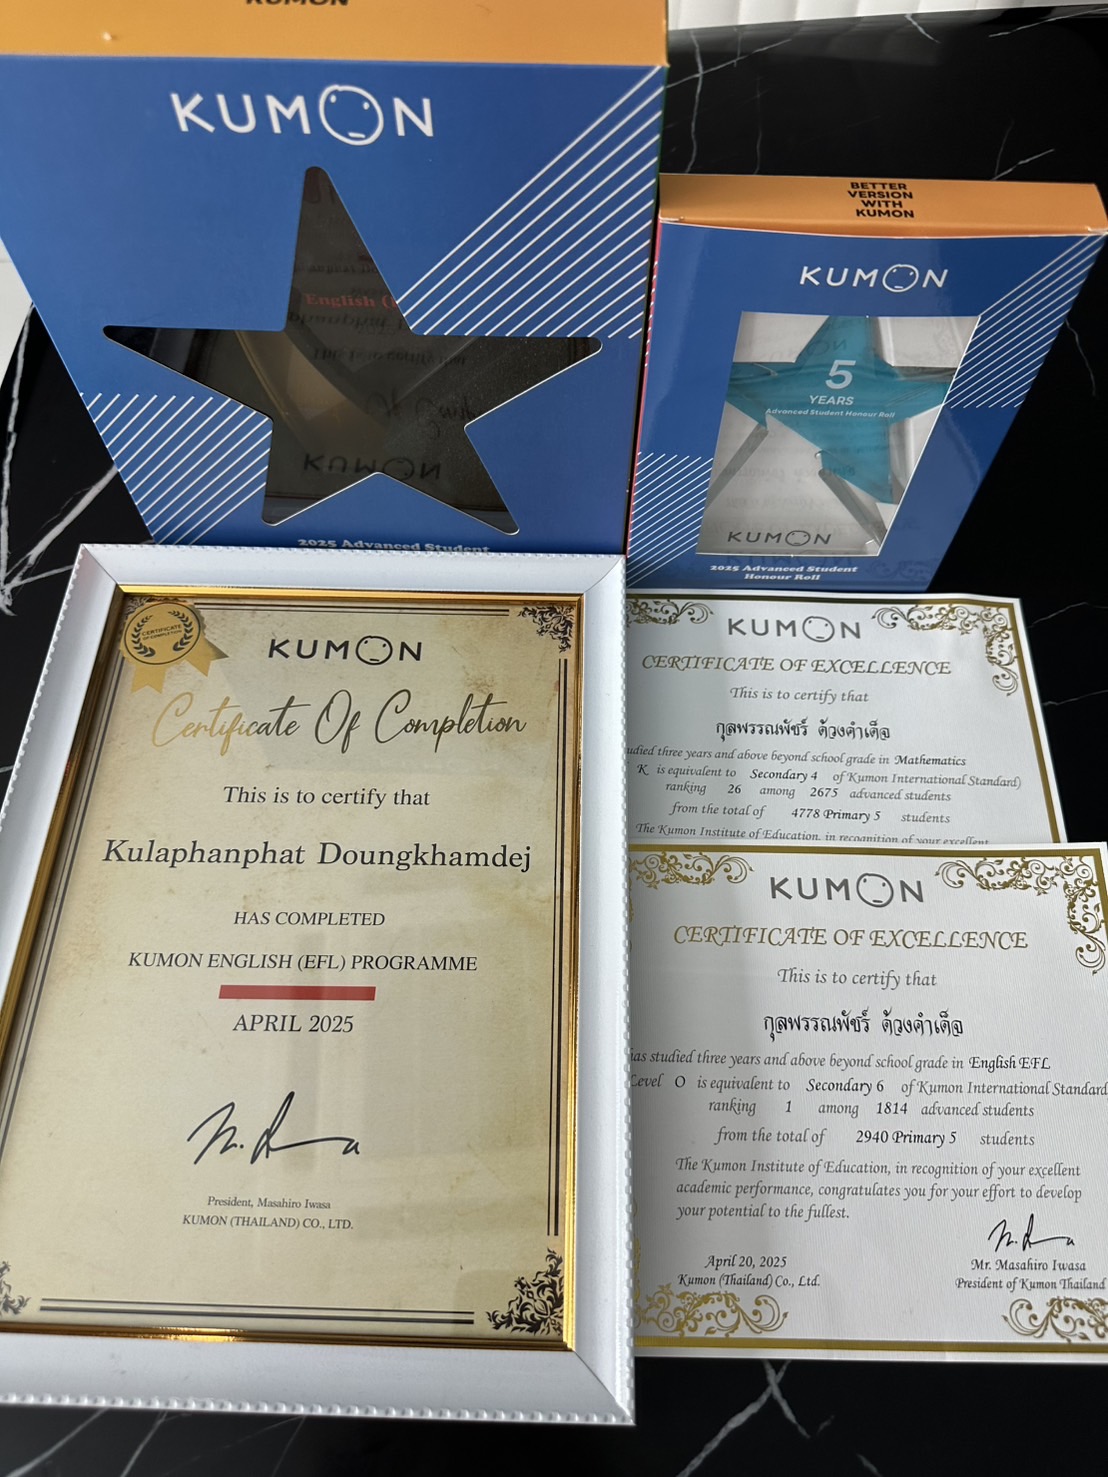 KUMON
KUMON
2025 Advanced Student
BETTER
VERSION
WITH
KUMON
KUMON
5
YEARS
Advanced Student Honour Roll
KUMON
2025 Advanced Student
Honour Roll
CERTIFICATE
OF COMPLETION
KUMON
Certificate Of Completion
This is to certify that
Kulaphanphat Doungkhamdej
HAS COMPLETED
KUMON ENGLISH (EFL) PROGRAMME
APRIL 2025
President, Masahiro Iwasa
KUMON (THAILAND) CO., LTD.
KUMON
CERTIFICATE OF EXCELLENCE
This is to certify that
กุลพรรณพัชร์ ด้วงคำเด็จ
three years and above beyond school grade in Mathematics
K is equivalent to Secondary 4 of Kumon International Standard)
ranking 26 among 2675 advanced students
from the total of 4778 Primary 5 students
The Kumon Institute of Education, in recognition of your excellent
KUMON
CERTIFICATE OF EXCELLENCE
This is to certify that
กุลพรรณพัชร์ ด้วงคำเด็จ
has studied three years and above beyond school grade in English EFL
Level O is equivalent to Secondary 6 of Kumon International Standard
ranking 1 among 1814 advanced students
from the total of 2940 Primary 5 students
The Kumon Institute of Education, in recognition of your excellent
academic performance, congratulates you for your effort to develop
your potential to the fullest.
April 20, 2025
Kumon (Thailand) Co., Ltd.
Mr. Masahiro Iwasa
President of Kumon Thailand